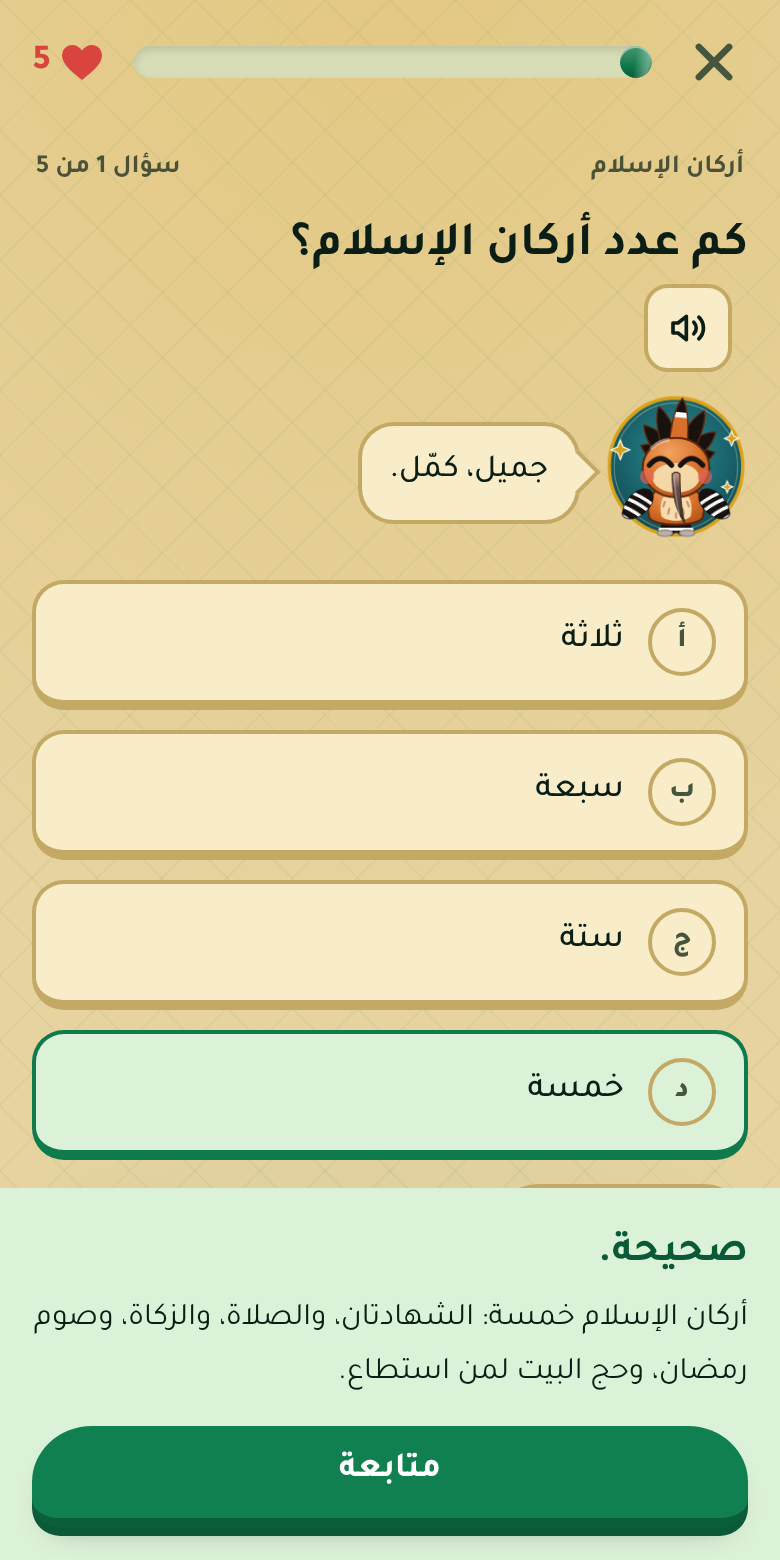 5
أركان الإسلام
سؤال 1 من 5
كم عدد أركان الإسلام؟
جميل، كمّل.
أ ثلاثة
ب سبعة
ج ستة
د خمسة
صحيحة.
أركان الإسلام خمسة: الشهادتان، والصلاة، والزكاة، وصوم
رمضان، وحج البيت لمن استطاع.
متابعة